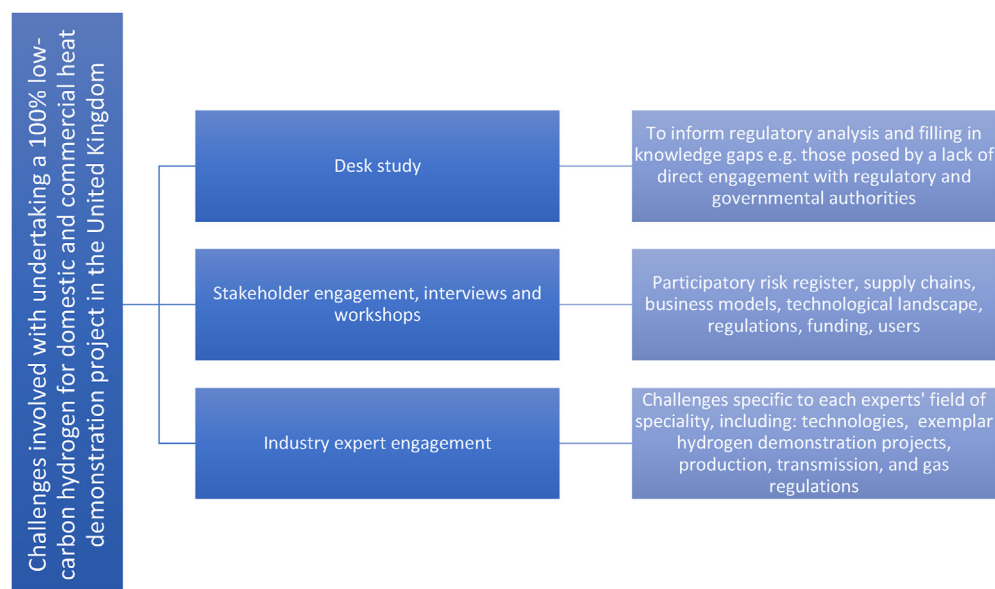 Challenges involved with undertaking a 100% low-
carbon hydrogen for domestic and commercial heat
demonstration project in the United Kingdom
Desk study
To inform regulatory analysis and filling in
knowledge gaps e.g. those posed by a lack of
direct engagement with regulatory and
governmental authorities
Stakeholder engagement, interviews and
workshops
Participatory risk register, supply chains,
business models, technological landscape,
regulations, funding, users
Industry expert engagement
Challenges specific to each experts' field of
speciality, including: technologies, exemplar
hydrogen demonstration projects,
production, transmission, and gas
regulations